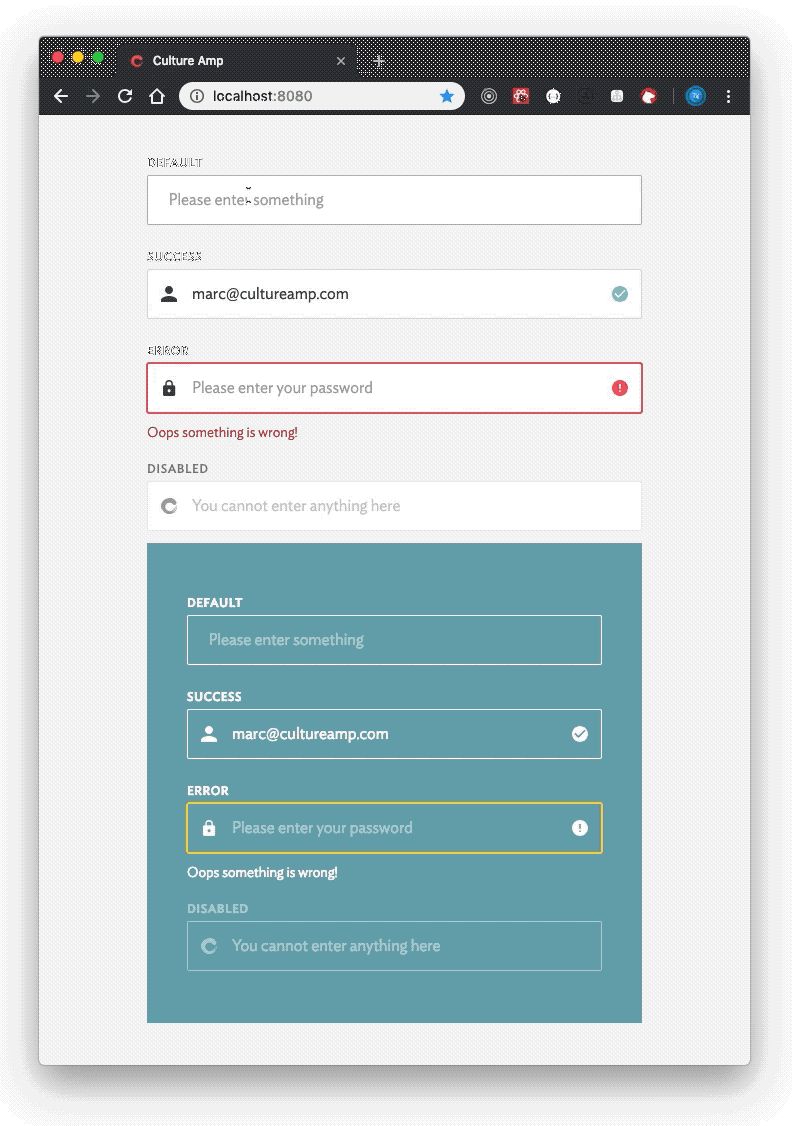 Culture Amp
localhost:8080
DEFAULT
Please enter something
SUCCESS
marc@cultureamp.com
ERROR
Please enter your password
Oops something is wrong!
DISABLED
You cannot enter anything here
DEFAULT
Please enter something
SUCCESS
marc@cultureamp.com
ERROR
Please enter your password
Oops something is wrong!
DISABLED
You cannot enter anything here